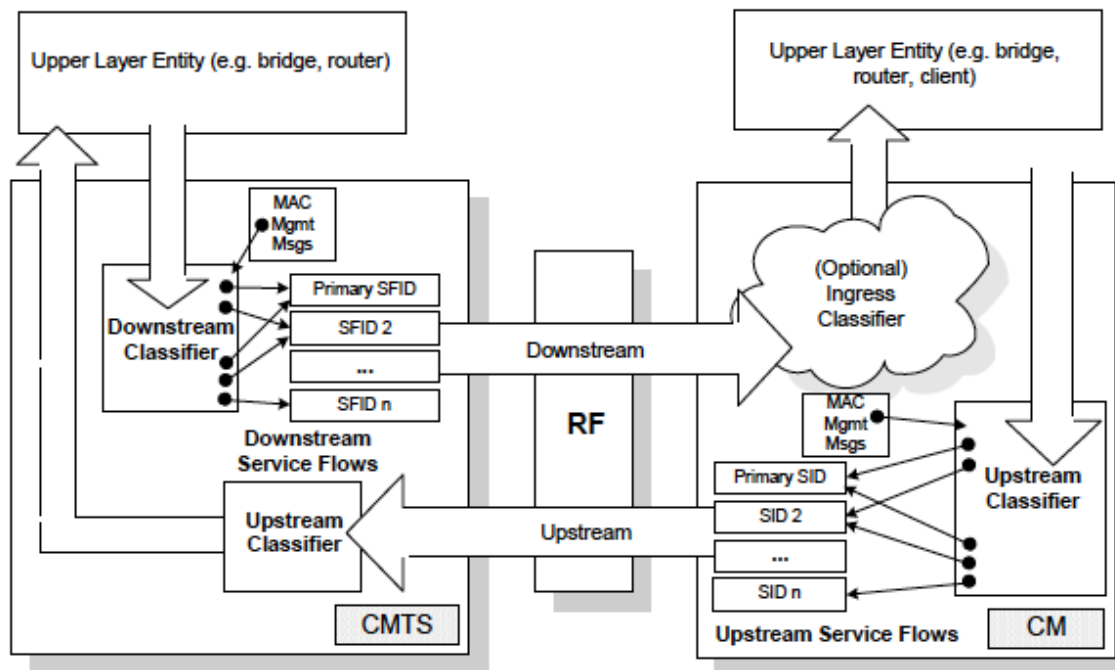 Upper Layer Entity (e.g. bridge, router)
Upper Layer Entity (e.g. bridge,
router, client)
MAC
Mgmt
Msgs
Downstream
Classifier
Primary SFID
SFID 2
...
SFID n
Downstream
Service Flows
Upstream
Classifier
CMTS
Downstream
RF
Upstream
(Optional)
Ingress
Classifier
MAC
Mgmt
Msgs
Primary SID
SID 2
...
SID n
Upstream
Classifier
Upstream Service Flows
CM